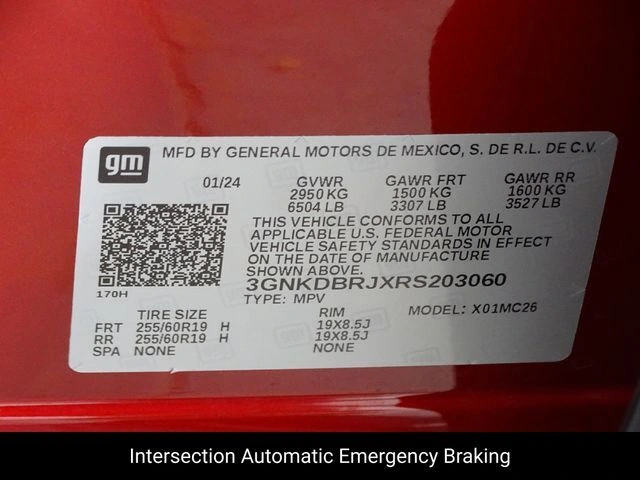 gm MFD BY GENERAL MOTORS DE MEXICO, S. DE R.L. DE C.V.
01/24 GVWR GAWR FRT GAWR RR
2950 KG 1500 KG 1600 KG
6504 LB 3307 LB 3527 LB
THIS VEHICLE CONFORMS TO ALL
APPLICABLE U.S. FEDERAL MOTOR
VEHICLE SAFETY STANDARDS IN EFFECT
ON THE DATE OF MANUFACTURE
SHOWN ABOVE.
3GNKDBRJXRS203060
170H
TYPE: MPV MODEL: X01MC26
TIRE SIZE RIM
FRT 255/60R19 H 19X8.5J
RR 255/60R19 H 19X8.5J
SPA NONE NONE
Intersection Automatic Emergency Braking